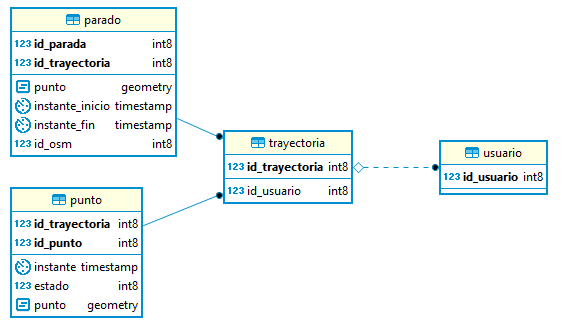 parado
123 id_parada int8
123 id_trayectoria int8
punto geometry
instante_inicio timestamp
instante_fin timestamp
123 id_osm int8
trayectoria
123 id_trayectoria int8
123 id_usuario int8
usuario
123 id_usuario int8
punto
123 id_trayectoria int8
123 id_punto int8
instante timestamp
123 estado int8
punto geometry